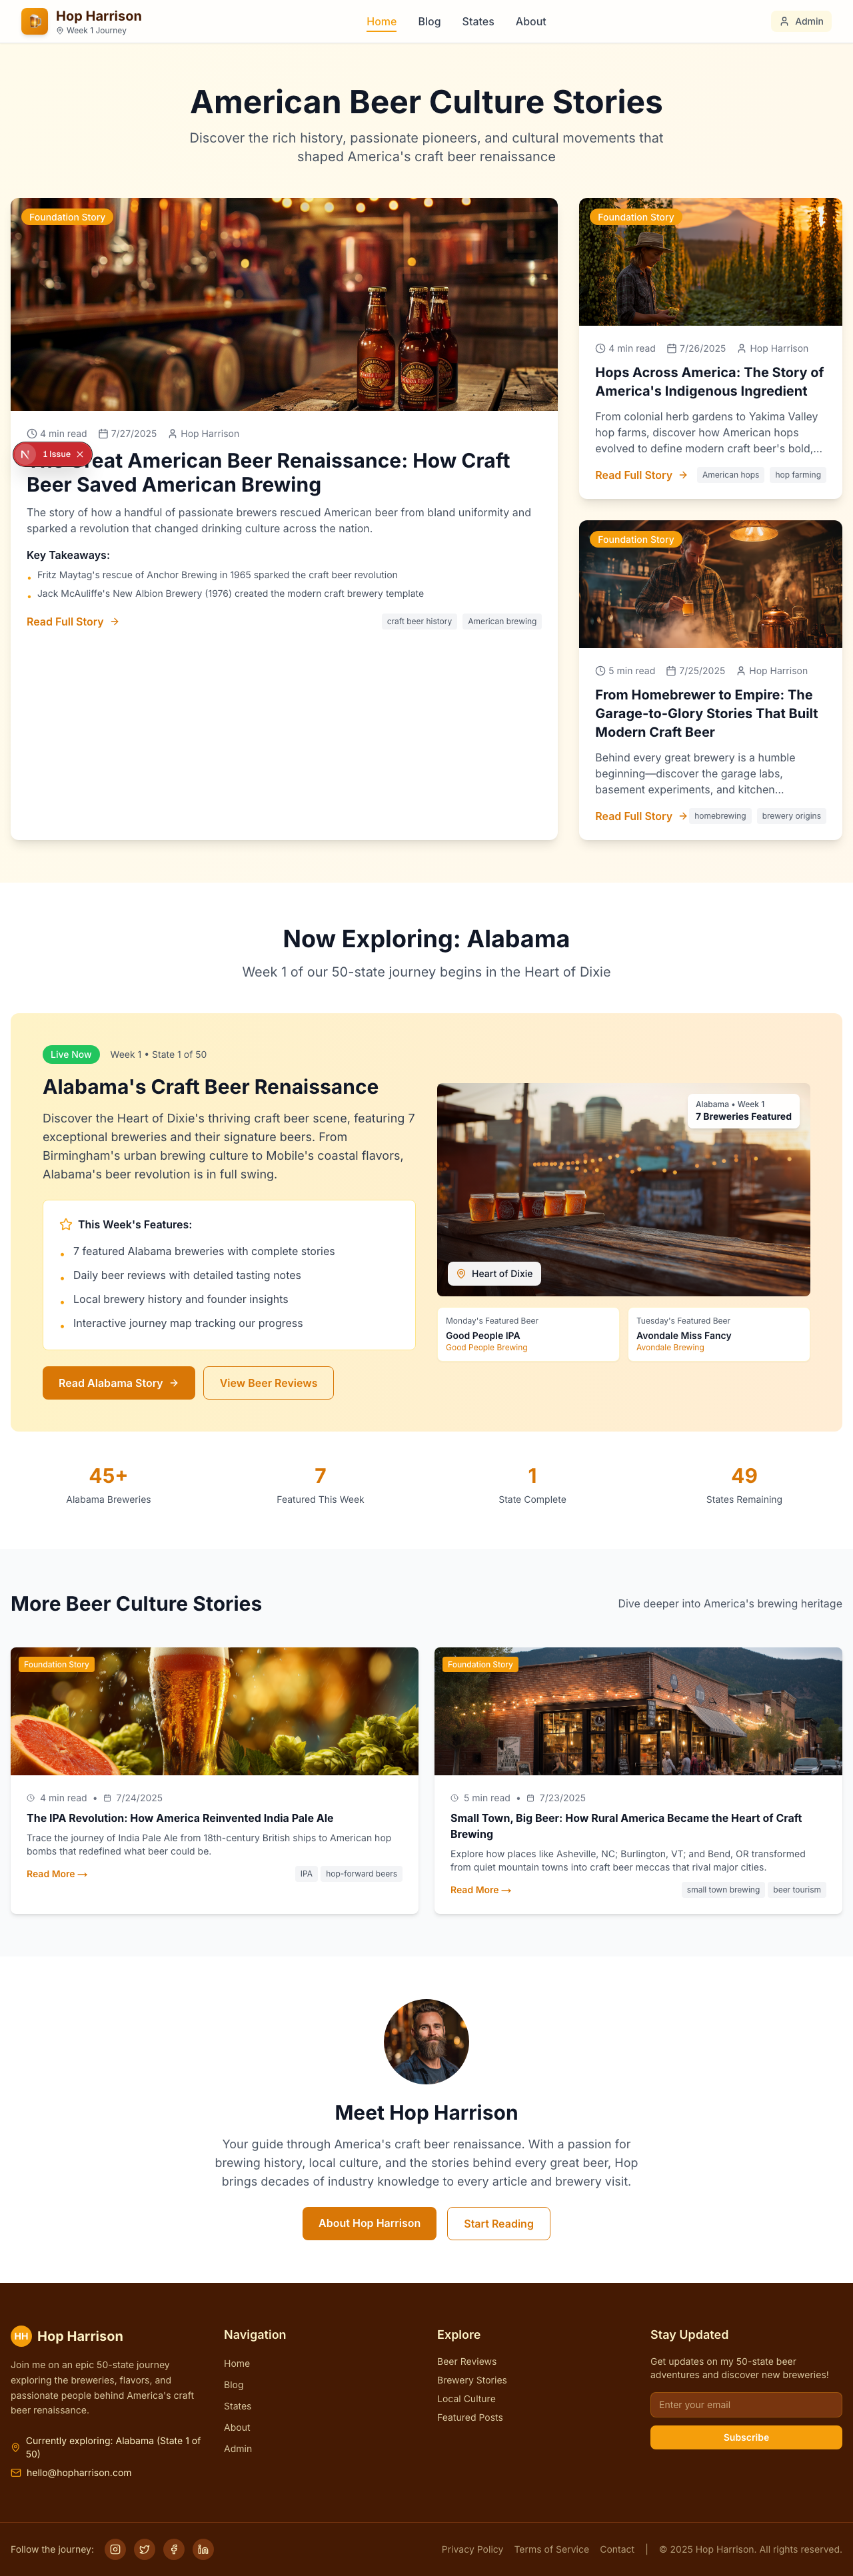 Hop Harrison
Week 1 Journey
Home
Blog
States
About
Admin
American Beer Culture Stories
Discover the rich history, passionate pioneers, and cultural movements that
shaped America's craft beer renaissance
Foundation Story
4 min read
7/27/2025
Hop Harrison
N
1 Issue
Great American Beer Renaissance: How Craft
Beer Saved American Brewing
The story of how a handful of passionate brewers rescued American beer from bland uniformity and
sparked a revolution that changed drinking culture across the nation.
Key Takeaways:
• Fritz Maytag's rescue of Anchor Brewing in 1965 sparked the craft beer revolution
• Jack McAuliffe's New Albion Brewery (1976) created the modern craft brewery template
Read Full Story →
craft beer history
American brewing
Foundation Story
4 min read
7/26/2025
Hop Harrison
Hops Across America: The Story of
America's Indigenous Ingredient
From colonial herb gardens to Yakima Valley
hop farms, discover how American hops
evolved to define modern craft beer's bold,...
Read Full Story →
American hops
hop farming
Foundation Story
5 min read
7/25/2025
Hop Harrison
From Homebrewer to Empire: The
Garage-to-Glory Stories That Built
Modern Craft Beer
Behind every great brewery is a humble
beginning—discover the garage labs,
basement experiments, and kitchen...
Read Full Story →
homebrewing
brewery origins
Now Exploring: Alabama
Week 1 of our 50-state journey begins in the Heart of Dixie
Live Now
Week 1 • State 1 of 50
Alabama's Craft Beer Renaissance
Discover the Heart of Dixie's thriving craft beer scene, featuring 7
exceptional breweries and their signature beers. From
Birmingham's urban brewing culture to Mobile's coastal flavors,
Alabama's beer revolution is in full swing.
This Week's Features:
• 7 featured Alabama breweries with complete stories
• Daily beer reviews with detailed tasting notes
• Local brewery history and founder insights
• Interactive journey map tracking our progress
Read Alabama Story →
View Beer Reviews
Alabama • Week 1
7 Breweries Featured
Heart of Dixie
Monday's Featured Beer
Good People IPA
Good People Brewing
Tuesday's Featured Beer
Avondale Miss Fancy
Avondale Brewing
45+
Alabama Breweries
7
Featured This Week
1
State Complete
49
States Remaining
More Beer Culture Stories
Dive deeper into America's brewing heritage
Foundation Story
4 min read • 7/24/2025
The IPA Revolution: How America Reinvented India Pale Ale
Trace the journey of India Pale Ale from 18th-century British ships to American hop
bombs that redefined what beer could be.
Read More →
IPA
hop-forward beers
Foundation Story
5 min read • 7/23/2025
Small Town, Big Beer: How Rural America Became the Heart of Craft
Brewing
Explore how places like Asheville, NC; Burlington, VT; and Bend, OR transformed
from quiet mountain towns into craft beer meccas that rival major cities.
Read More →
small town brewing
beer tourism
Meet Hop Harrison
Your guide through America's craft beer renaissance. With a passion for
brewing history, local culture, and the stories behind every great beer, Hop
brings decades of industry knowledge to every article and brewery visit.
About Hop Harrison
Start Reading
HH Hop Harrison
Join me on an epic 50-state journey
exploring the breweries, flavors, and
passionate people behind America's craft
beer renaissance.
Currently exploring: Alabama (State 1 of
50)
hello@hopharrison.com
Navigation
Home
Blog
States
About
Admin
Explore
Beer Reviews
Brewery Stories
Local Culture
Featured Posts
Stay Updated
Get updates on my 50-state beer
adventures and discover new breweries!
Enter your email
Subscribe
Follow the journey:
Privacy Policy
Terms of Service
Contact
|
© 2025 Hop Harrison. All rights reserved.